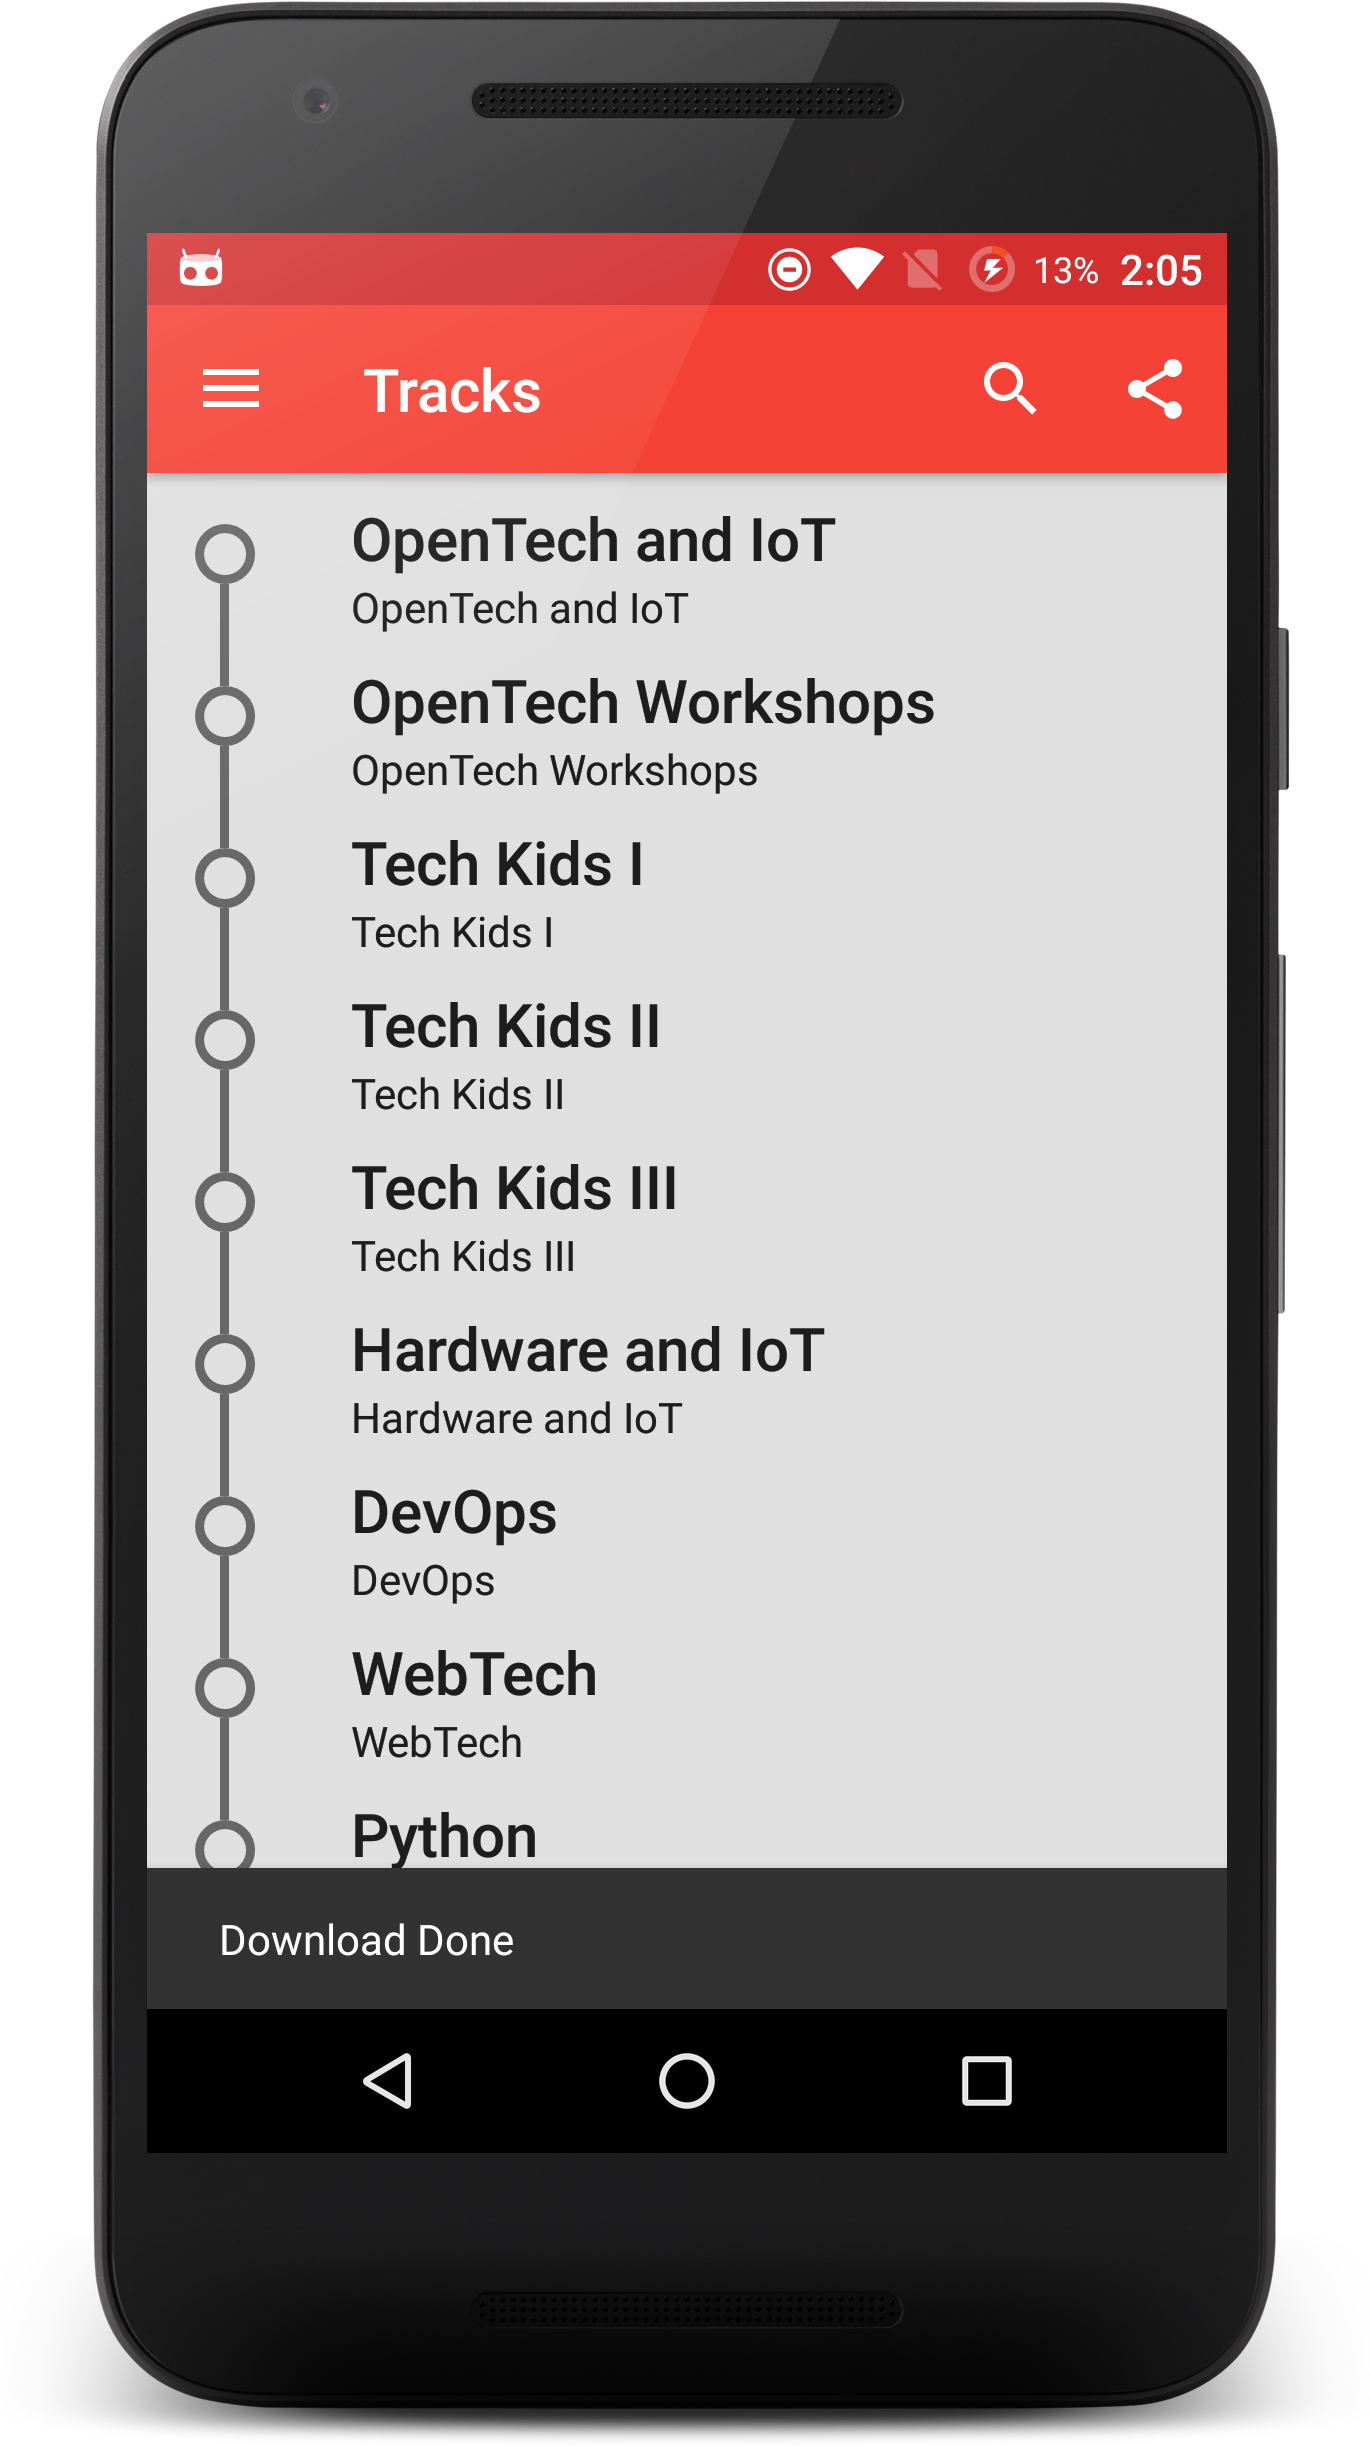 13% 2:05
Tracks
OpenTech and IoT
OpenTech and IoT
OpenTech Workshops
OpenTech Workshops
Tech Kids I
Tech Kids I
Tech Kids II
Tech Kids II
Tech Kids III
Tech Kids III
Hardware and IoT
Hardware and IoT
DevOps
DevOps
WebTech
WebTech
Python
Download Done